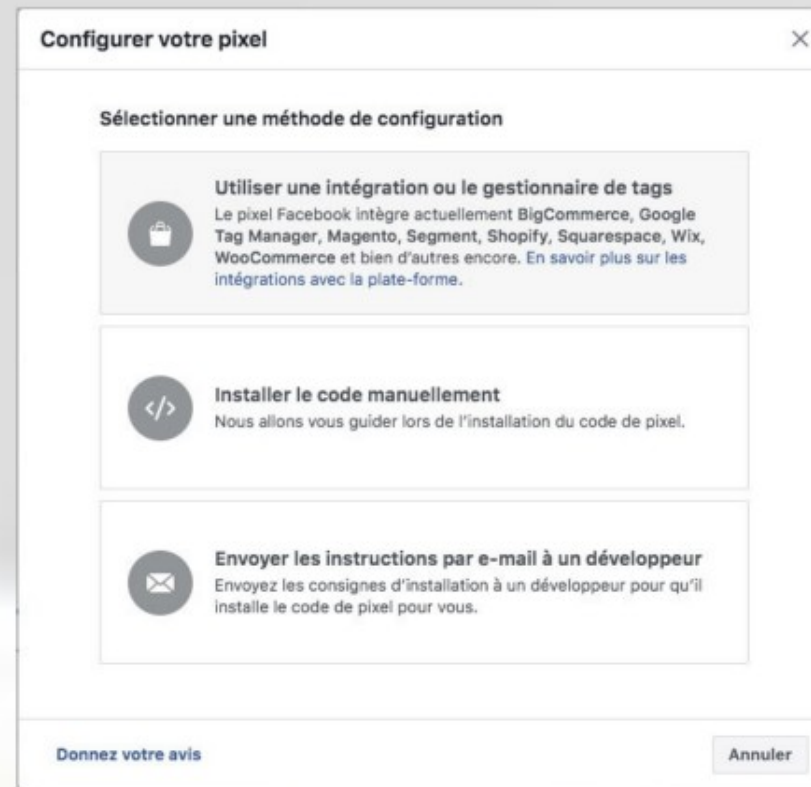 Configurer votre pixel
Sélectionner une méthode de configuration
Utiliser une intégration ou le gestionnaire de tags
Le pixel Facebook intègre actuellement BigCommerce, Google
Tag Manager, Magento, Segment, Shopify, Squarespace, Wix,
WooCommerce et bien d'autres encore. En savoir plus sur les
intégrations avec la plate-forme.
Installer le code manuellement
Nous allons vous guider lors de l'installation du code de pixel.
Envoyer les instructions par e-mail à un développeur
Envoyez les consignes d'installation à un développeur pour qu'il
installe le code de pixel pour vous.
Donnez votre avis
Annuler